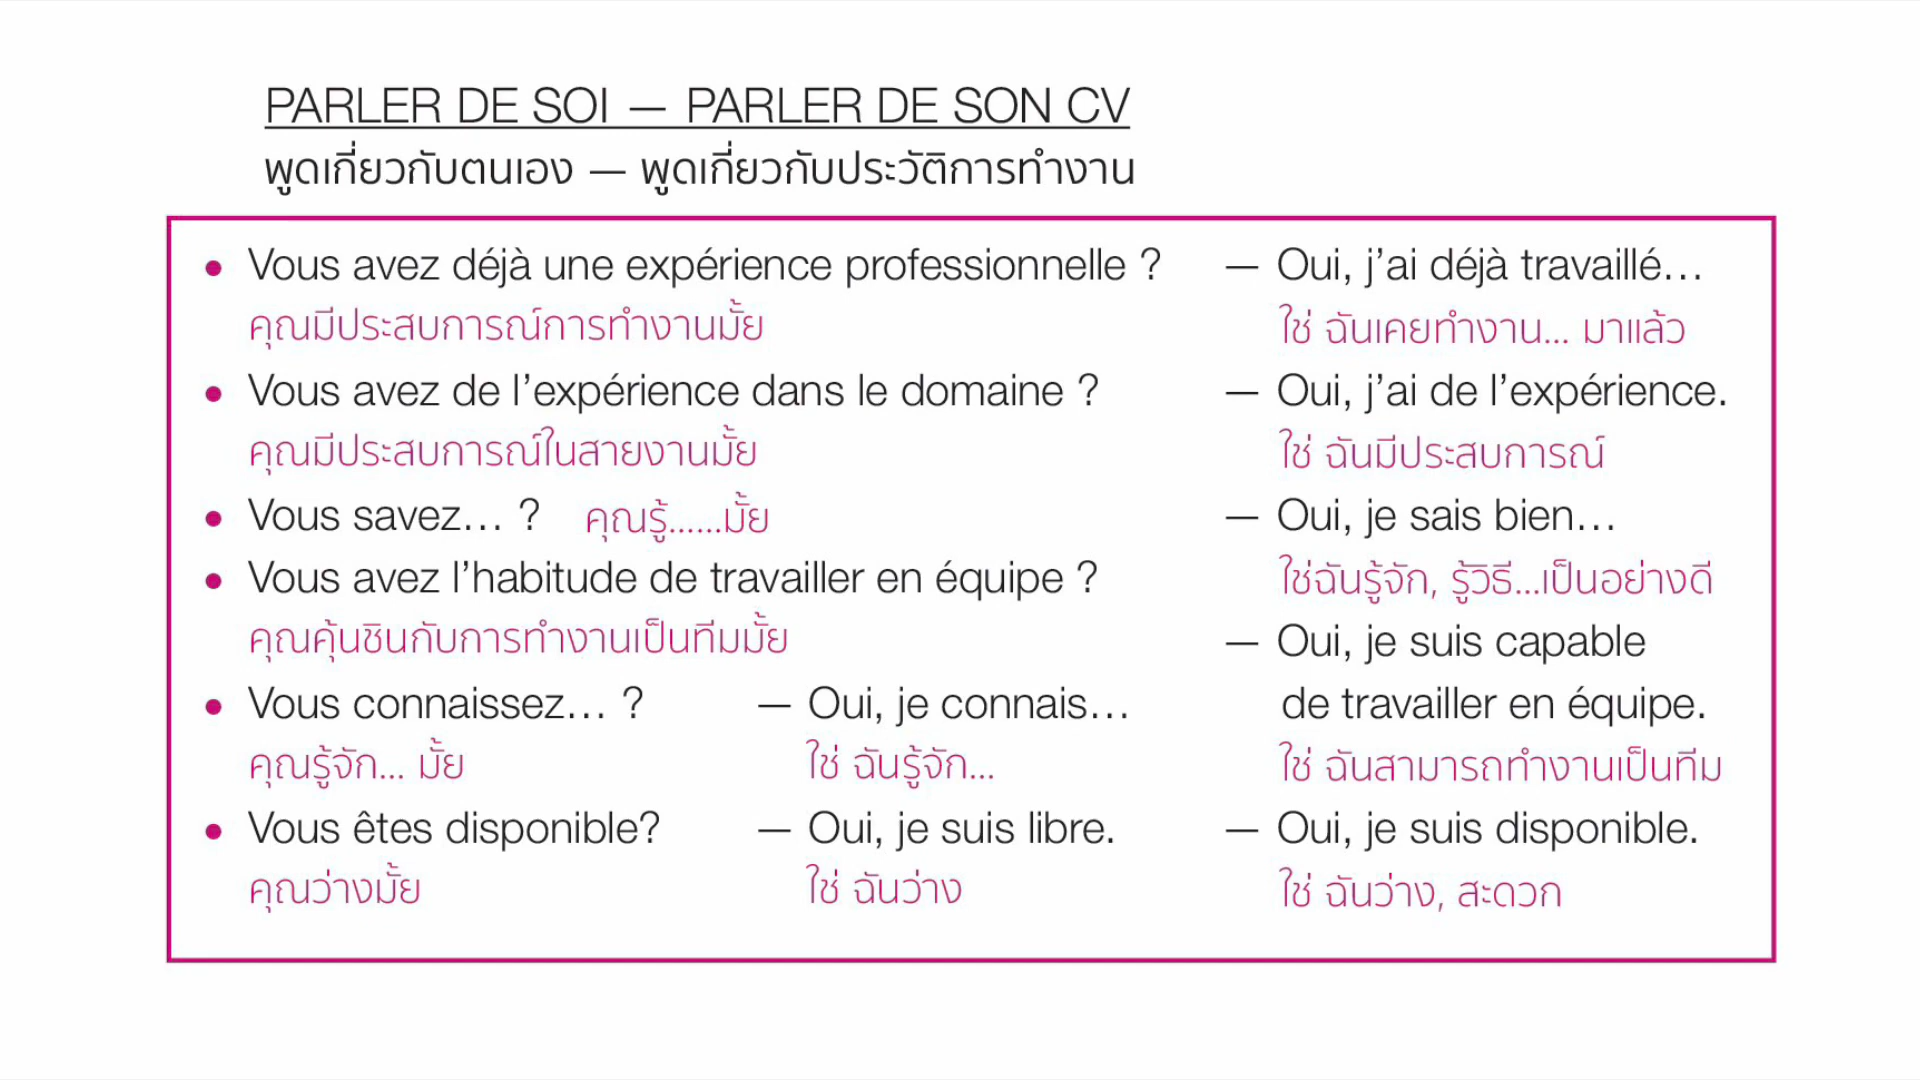 PARLER DE SOI — PARLER DE SON CV
พูดเกี่ยวกับตนเอง — พูดเกี่ยวกับประวัติการทำงาน
• Vous avez déjà une expérience professionnelle ? — Oui, j’ai déjà travaillé…
คุณมีประสบการณ์การทำงานมั้ย ใช่ ฉันเคยทำงาน... มาแล้ว
• Vous avez de l’expérience dans le domaine ? — Oui, j’ai de l’expérience.
คุณมีประสบการณ์ในสายงานมั้ย ใช่ ฉันมีประสบการณ์
• Vous savez… ? คุณรู้......มั้ย — Oui, je sais bien…
• Vous avez l’habitude de travailler en équipe ? ใช่ฉันรู้จัก, รู้วิธี...เป็นอย่างดี
คุณคุ้นชินกับการทำงานเป็นทีมมั้ย — Oui, je suis capable
• Vous connaissez… ? — Oui, je connais… de travailler en équipe.
คุณรู้จัก... มั้ย ใช่ ฉันรู้จัก... ใช่ ฉันสามารถทำงานเป็นทีม
• Vous êtes disponible? — Oui, je suis libre. — Oui, je suis disponible.
คุณว่างมั้ย ใช่ ฉันว่าง ใช่ ฉันว่าง, สะดวก